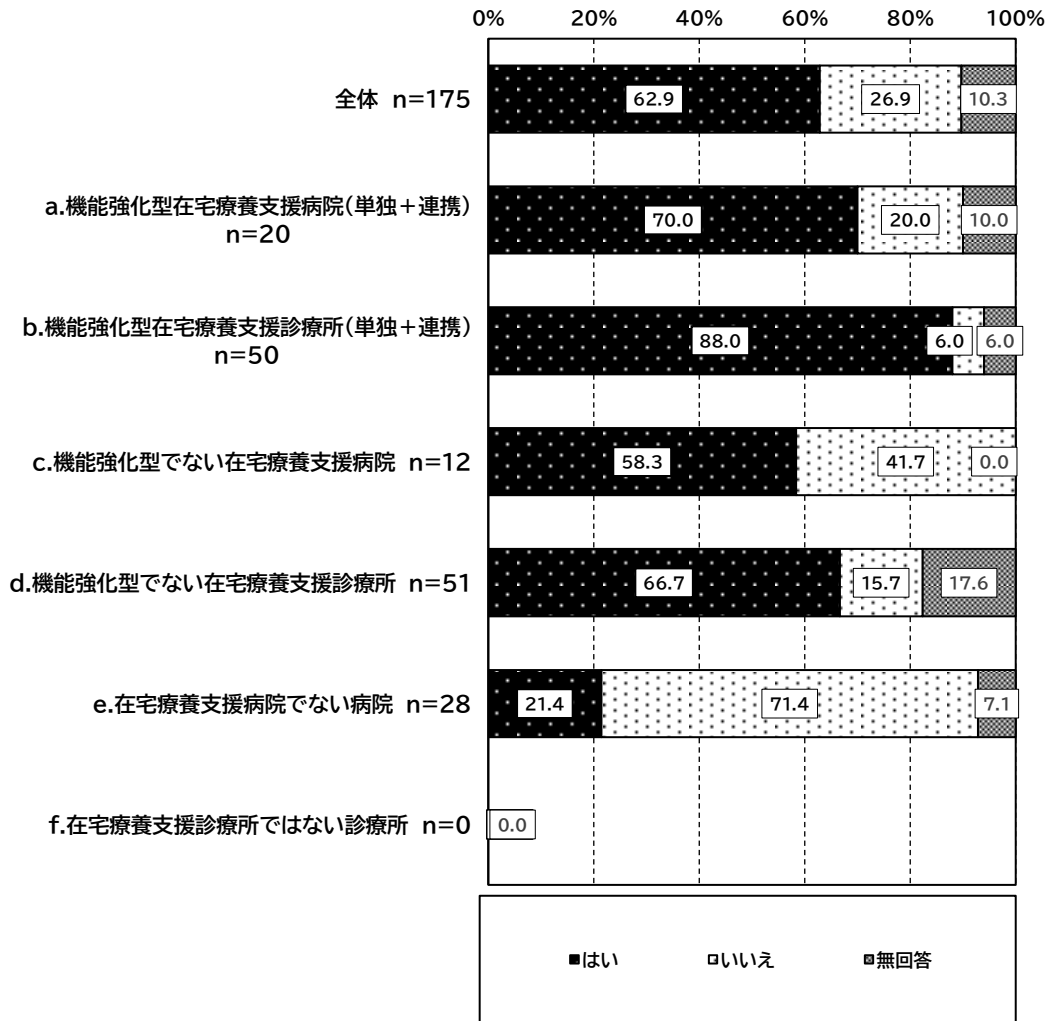 0% 20% 40% 60% 80% 100%
全体 n=175
62.9 26.9 10.3
a.機能強化型在宅療養支援病院(単独+連携)
n=20
70.0 20.0 10.0
b.機能強化型在宅療養支援診療所(単独+連携)
n=50
88.0 6.0 6.0
c.機能強化型でない在宅療養支援病院 n=12
58.3 41.7 0.0
d.機能強化型でない在宅療養支援診療所 n=51
66.7 15.7 17.6
e.在宅療養支援病院でない病院 n=28
21.4 71.4 7.1
f.在宅療養支援診療所ではない診療所 n=0
0.0
はい いいえ 無回答